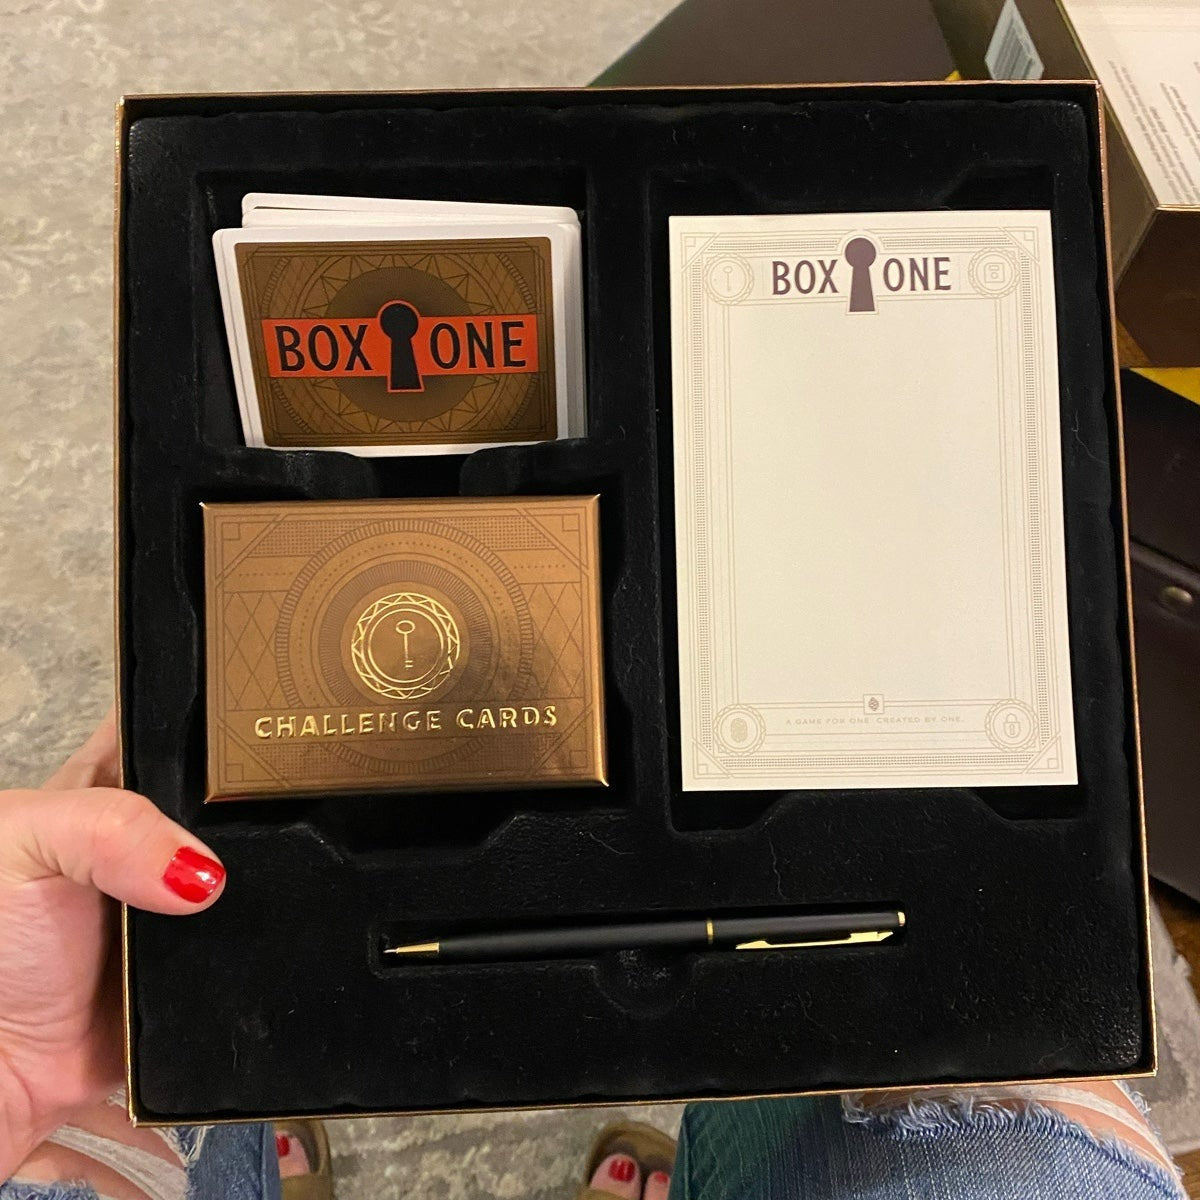 BOX ONE
BOX ONE
CHALLENGE CARDS
A GAME FOR ONE. CREATED BY ONE.